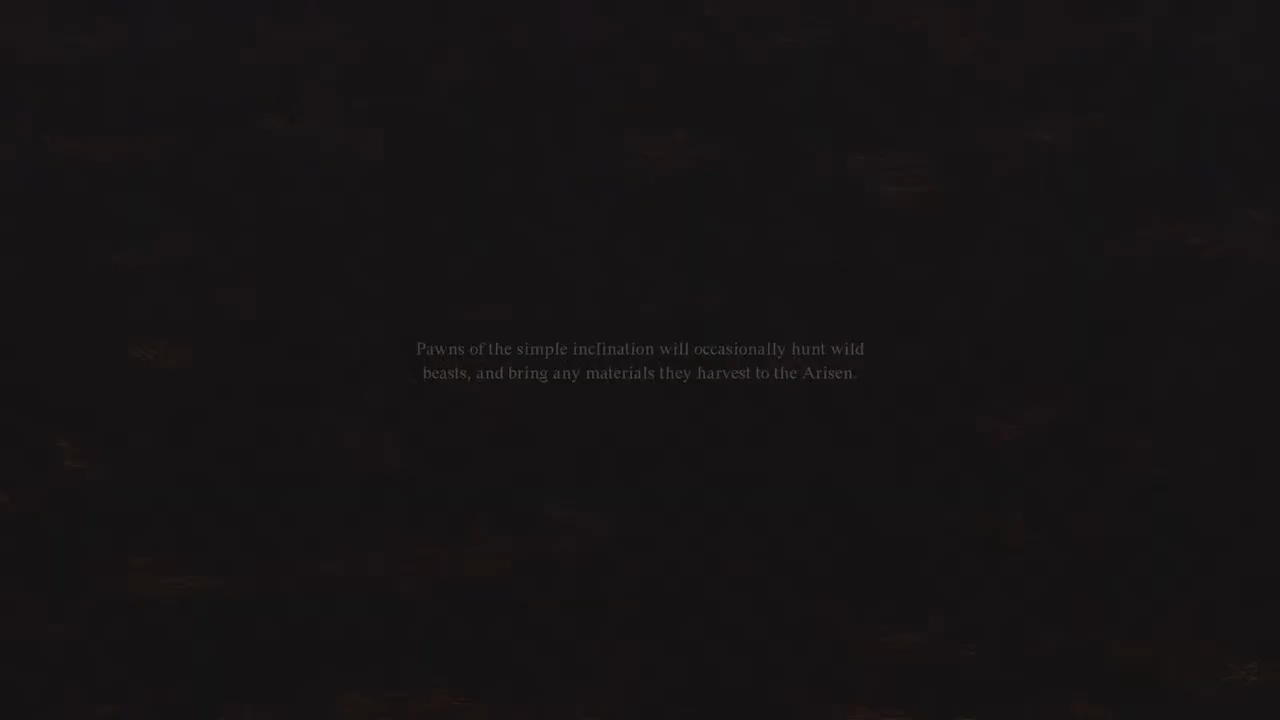 Pawns of the simple inclination will occasionally hunt wild
beasts, and bring any materials they harvest to the Arisen.